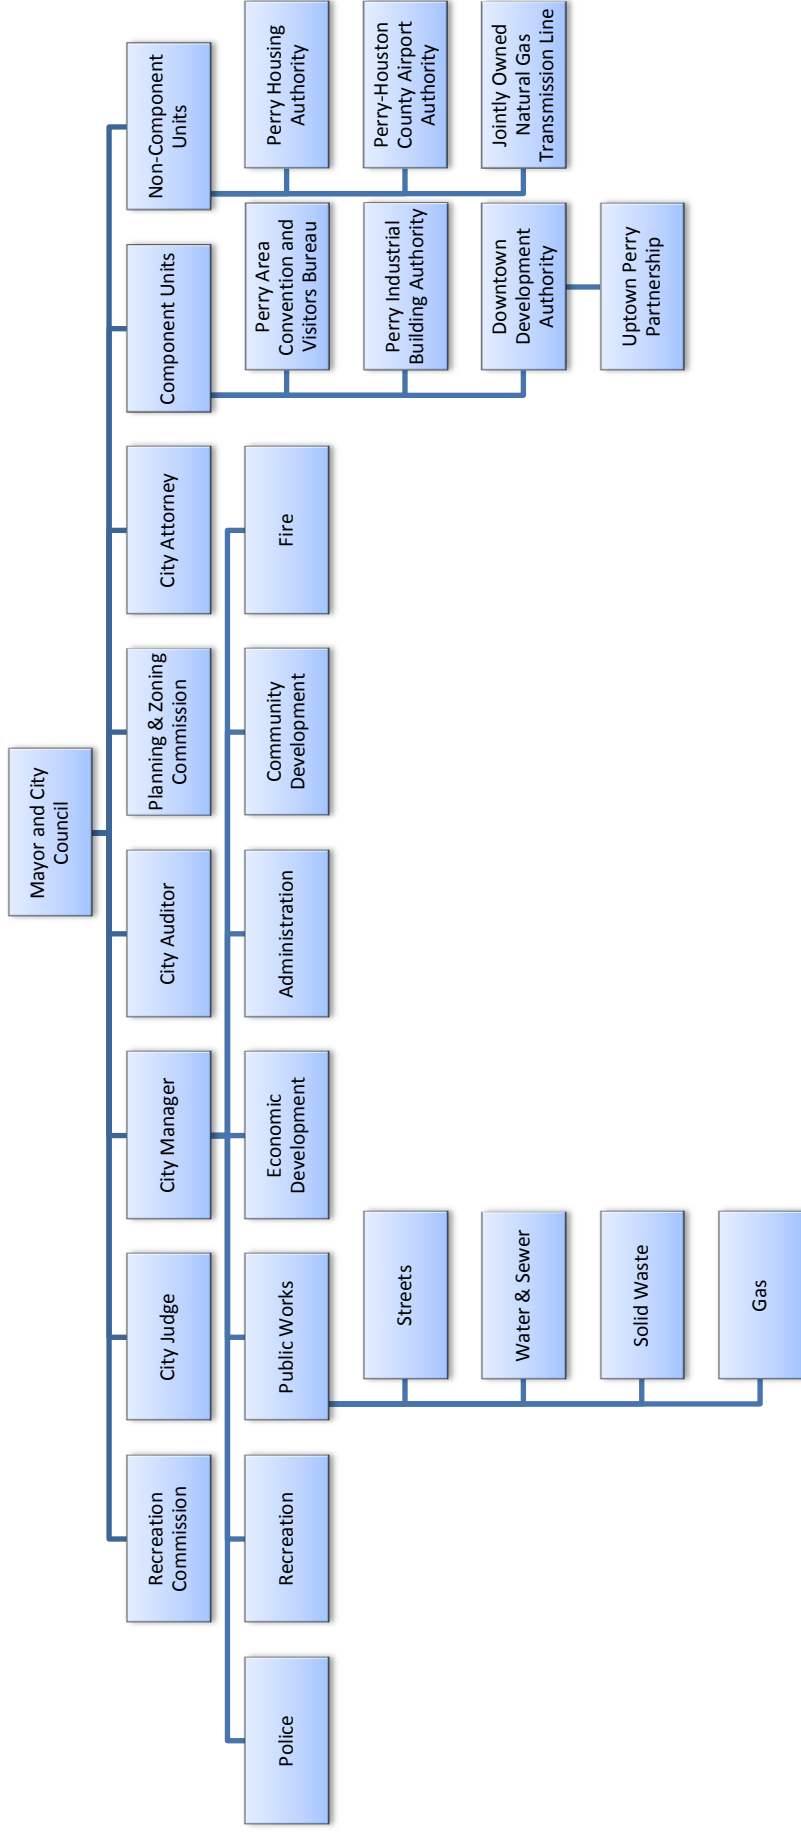 Mayor and City
Council
Recreation
Commission
City Judge
City Manager
City Auditor
Planning & Zoning
Commission
City Attorney
Component Units
Non-Component
Units
Police
Recreation
Public Works
Economic
Development
Administration
Community
Development
Fire
Perry Area
Convention and
Visitors Bureau
Perry Housing
Authority
Streets
Perry Industrial
Building Authority
Perry-Houston
County Airport
Authority
Water & Sewer
Downtown
Development
Authority
Jointly Owned
Natural Gas
Transmission Line
Solid Waste
Uptown Perry
Partnership
Gas